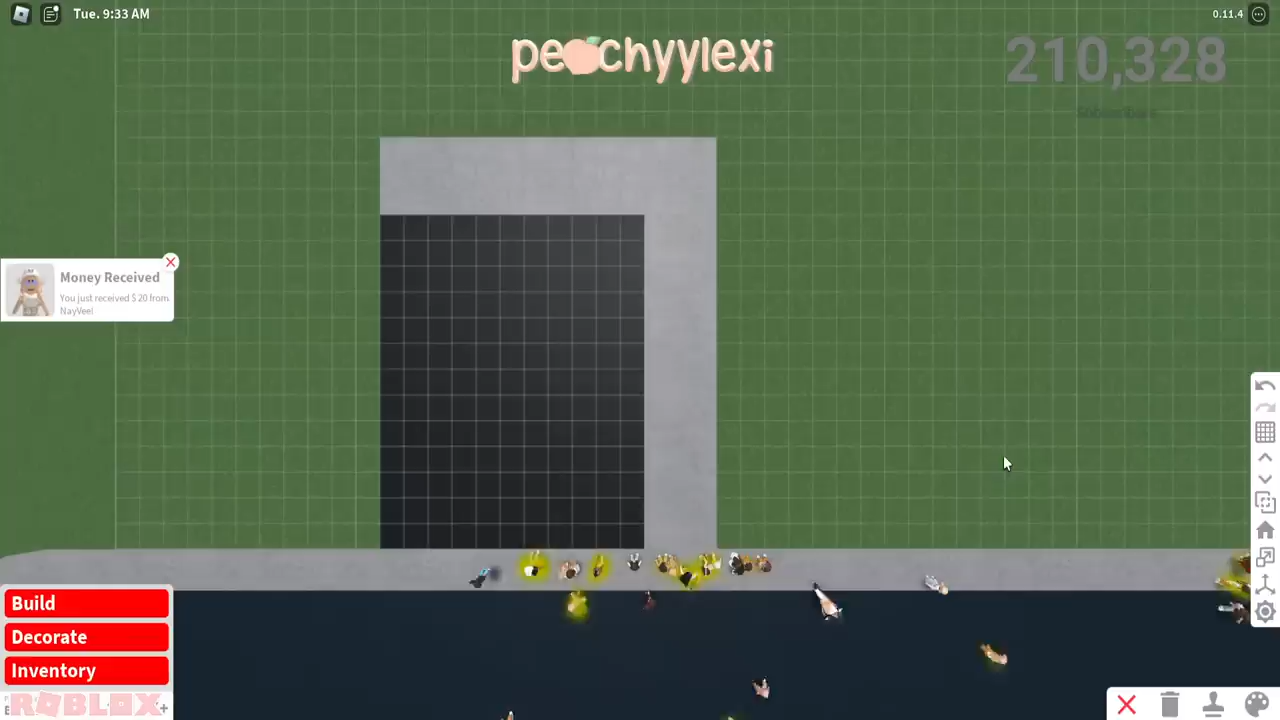 Tue. 9:33 AM
0.11.4
peachyylexi
210,328
Money Received
You just received $ 20 from
NayVee!
Build
Decorate
Inventory
ROBLOX